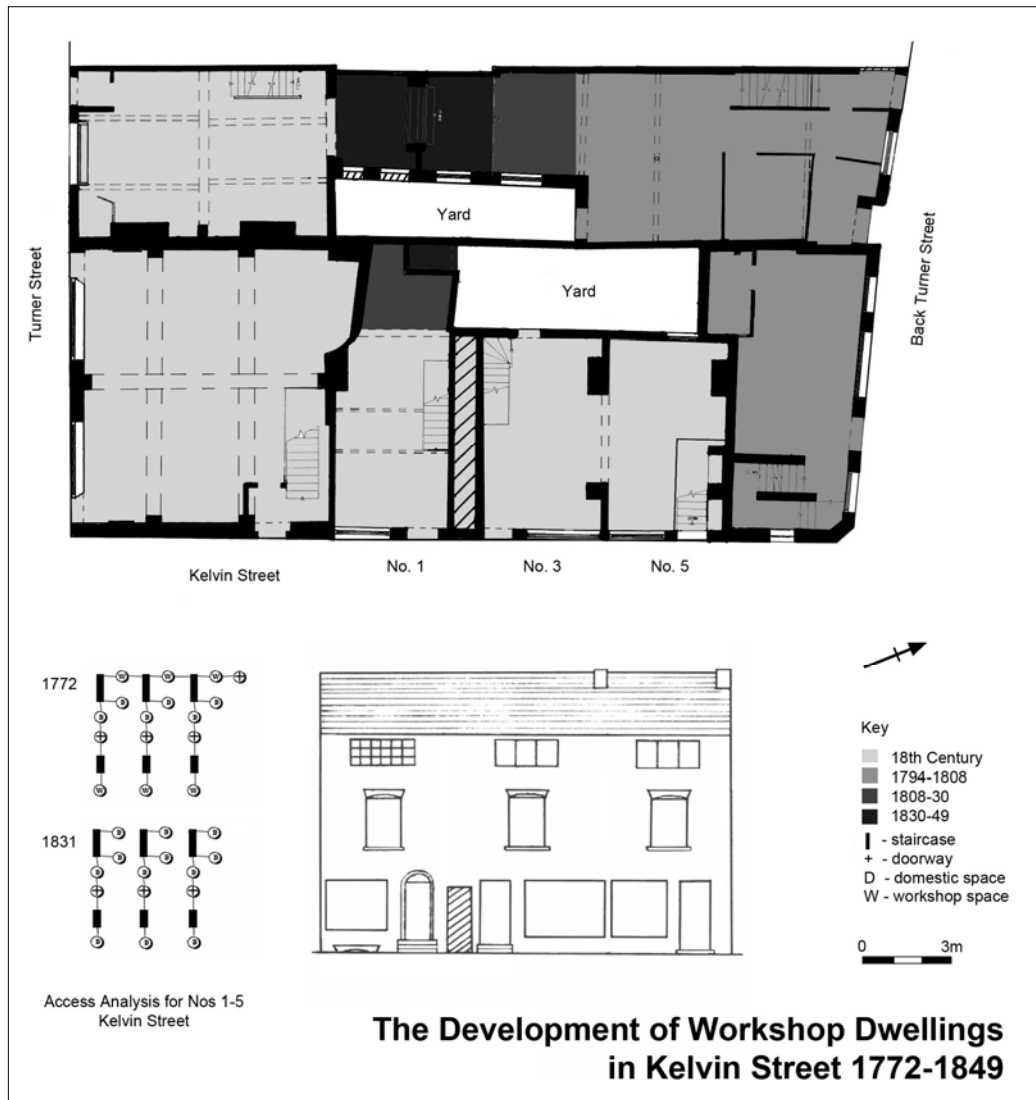 Yard
Yard
Turner Street
Back Turner Street
Kelvin Street
No. 1
No. 3
No. 5
1772
W
W
W
+
D
D
D
D
D
D
+
+
+
W
W
W
1831
D
D
D
D
D
D
D
D
D
+
+
+
D
D
D
Access Analysis for Nos 1-5
Kelvin Street
Key
18th Century
1794-1808
1808-30
1830-49
- staircase
+ - doorway
D - domestic space
W - workshop space
0 3m
The Development of Workshop Dwellings
in Kelvin Street 1772-1849